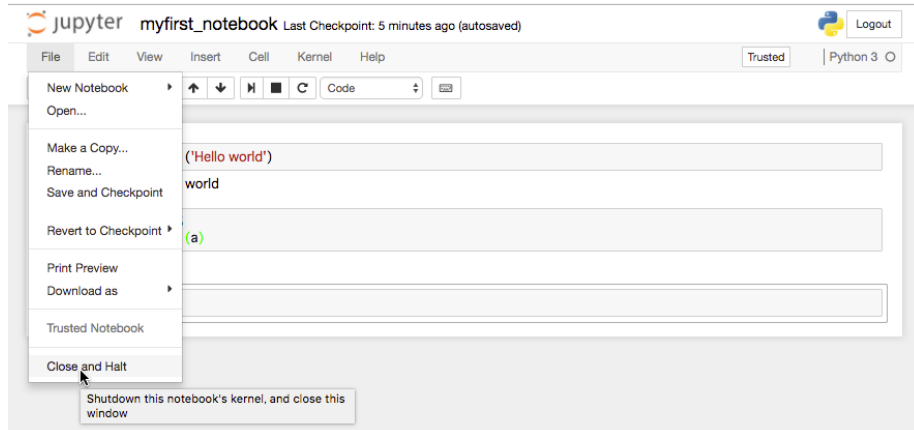 jupyter myfirst_notebook Last Checkpoint: 5 minutes ago (autosaved) Logout
File Edit View Insert Cell Kernel Help Trusted Python 3
Code
New Notebook
Open...
Make a Copy...
Rename...
Save and Checkpoint
Revert to Checkpoint
Print Preview
Download as
Trusted Notebook
Close and Halt
('Hello world')
world
(a)
Shutdown this notebook's kernel, and close this
window